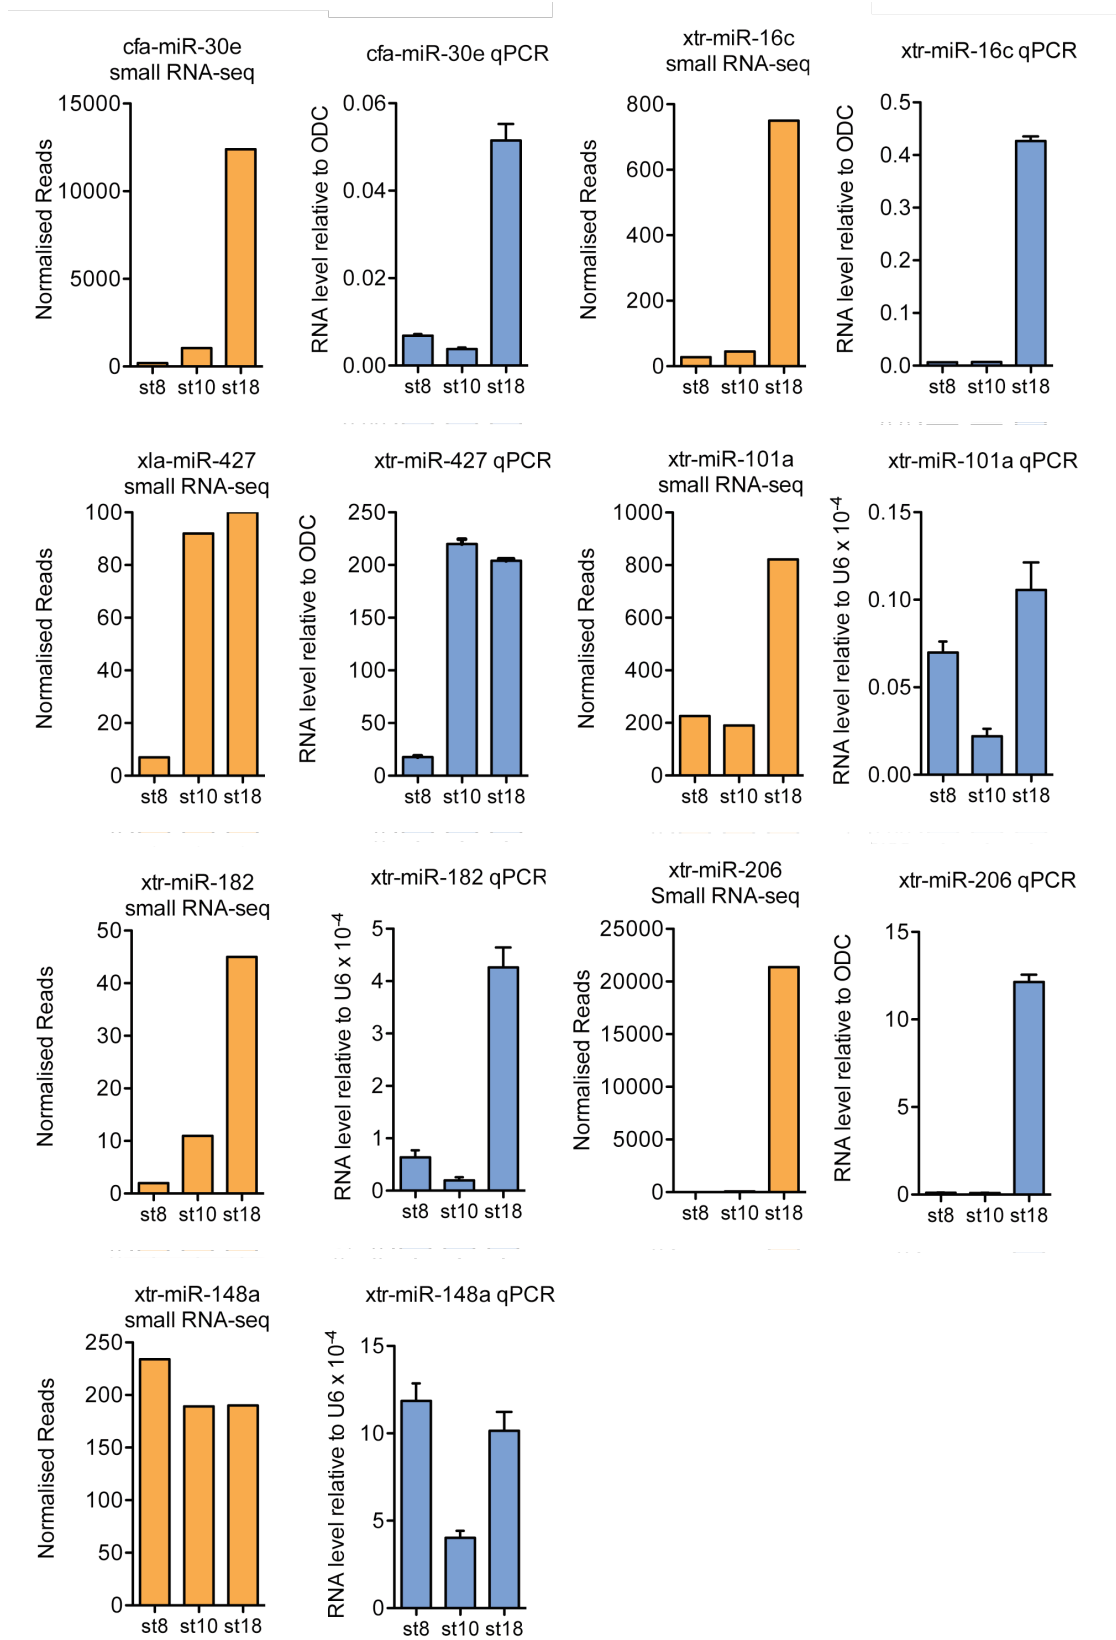 cfa-miR-30e
small RNA-seq
Normalised Reads
15000
10000
5000
0
st8 st10 st18
cfa-miR-30e qPCR
RNA level relative to ODC
0.06
0.04
0.02
0.00
st8 st10 st18
xtr-miR-16c
small RNA-seq
Normalised Reads
800
600
400
200
0
st8 st10 st18
xtr-miR-16c qPCR
RNA level relative to ODC
0.5
0.4
0.3
0.2
0.1
0.0
st8 st10 st18
xla-miR-427
small RNA-seq
Normalised Reads
100
80
60
40
20
0
st8 st10 st18
xtr-miR-427 qPCR
RNA level relative to ODC
250
200
150
100
50
0
st8 st10 st18
xtr-miR-101a
small RNA-seq
Normalised Reads
1000
800
600
400
200
0
st8 st10 st18
xtr-miR-101a qPCR
RNA level relative to U6 x 10⁻⁴
0.15
0.10
0.05
0.00
st8 st10 st18
xtr-miR-182
small RNA-seq
Normalised Reads
50
40
30
20
10
0
st8 st10 st18
xtr-miR-182 qPCR
RNA level relative to U6 x 10⁻⁴
5
4
3
2
1
0
st8 st10 st18
xtr-miR-206
Small RNA-seq
Normalised Reads
25000
20000
15000
10000
5000
0
st8 st10 st18
xtr-miR-206 qPCR
RNA level relative to ODC
15
10
5
0
st8 st10 st18
xtr-miR-148a
small RNA-seq
Normalised Reads
250
200
150
100
50
0
st8 st10 st18
xtr-miR-148a qPCR
RNA level relative to U6 x 10⁻⁴
15
10
5
0
st8 st10 st18